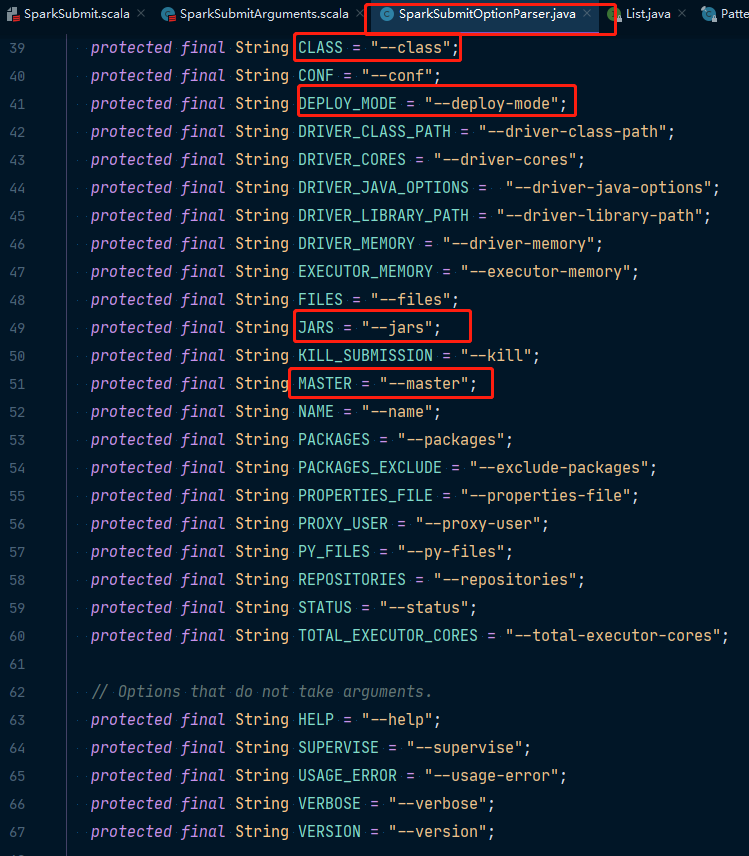 SparkSubmit.scala × SparkSubmitArguments.scala × SparkSubmitOptionParser.java × List.java × Patte
39 protected final String CLASS = "--class";
40 protected final String CONF = "--conf";
41 protected final String DEPLOY_MODE = "--deploy-mode";
42 protected final String DRIVER_CLASS_PATH = "--driver-class-path";
43 protected final String DRIVER_CORES = "--driver-cores";
44 protected final String DRIVER_JAVA_OPTIONS =  "--driver-java-options";
45 protected final String DRIVER_LIBRARY_PATH = "--driver-library-path";
46 protected final String DRIVER_MEMORY = "--driver-memory";
47 protected final String EXECUTOR_MEMORY = "--executor-memory";
48 protected final String FILES = "--files";
49 protected final String JARS = "--jars";
50 protected final String KILL_SUBMISSION = "--kill";
51 protected final String MASTER = "--master";
52 protected final String NAME = "--name";
53 protected final String PACKAGES = "--packages";
54 protected final String PACKAGES_EXCLUDE = "--exclude-packages";
55 protected final String PROPERTIES_FILE = "--properties-file";
56 protected final String PROXY_USER = "--proxy-user";
57 protected final String PY_FILES = "--py-files";
58 protected final String REPOSITORIES = "--repositories";
59 protected final String STATUS = "--status";
60 protected final String TOTAL_EXECUTOR_CORES = "--total-executor-cores";
61
62 // Options that do not take arguments.
63 protected final String HELP = "--help";
64 protected final String SUPERVISE = "--supervise";
65 protected final String USAGE_ERROR = "--usage-error";
66 protected final String VERBOSE = "--verbose";
67 protected final String VERSION = "--version";